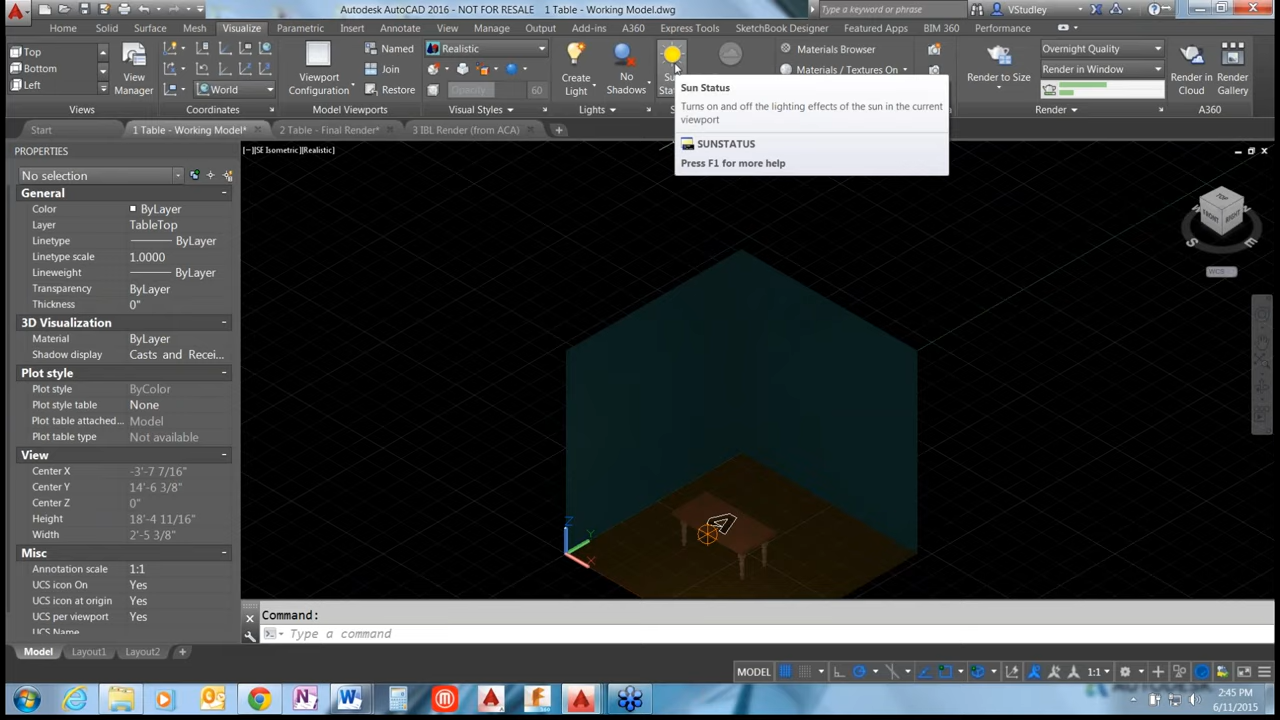 Autodesk AutoCAD 2016 - NOT FOR RESALE 1 Table - Working Model.dwg
Type a keyword or phrase
VStudley
Home Solid Surface Mesh Visualize Parametric Insert Annotate View Manage Output Add-ins A360 Express Tools SketchBook Designer Featured Apps BIM 360 Performance
Top
Bottom
Left
View Manager
World
Viewport Configuration
Named
Join
Restore
Realistic
Opacity 60
Create Light
No Shadows
Materials Browser
Materials / Textures On
Render to Size
Overnight Quality
Render in Window
Render in Cloud
Render Gallery
Views Coordinates Model Viewports Visual Styles Lights Render A360
Sun Status
Turns on and off the lighting effects of the sun in the current
viewport
SUNSTATUS
Press F1 for more help
Start 1 Table - Working Model* 2 Table - Final Render* 3 IBL Render (from ACA)
PROPERTIES
[−][SE Isometric][Realistic]
No selection
General
Color ByLayer
Layer TableTop
Linetype ByLayer
Linetype scale 1.0000
Lineweight ByLayer
Transparency ByLayer
Thickness 0"
3D Visualization
Material ByLayer
Shadow display Casts and Recei...
Plot style
Plot style ByColor
Plot style table None
Plot table attached... Model
Plot table type Not available
View
Center X -3'-7 7/16"
Center Y 14'-6 3/8"
Center Z 0"
Height 18'-4 11/16"
Width 2'-5 3/8"
Misc
Annotation scale 1:1
UCS icon On Yes
UCS icon at origin Yes
UCS per viewport Yes
UCS Name
TOP
FRONT RIGHT
S E
WCS
Z
Y
X
Command:
Type a command
Model Layout1 Layout2
MODEL 1:1
2:45 PM
6/11/2015